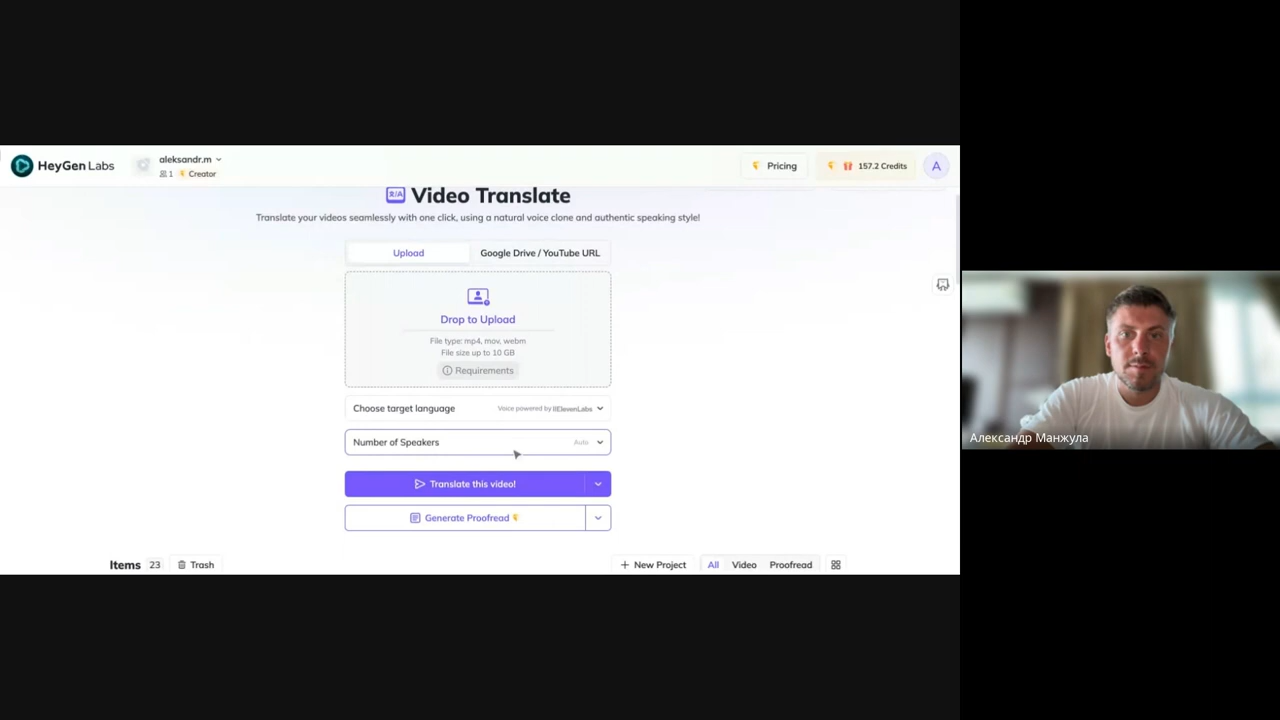 HeyGen Labs
aleksandr.m
1 Creator
Pricing
157.2 Credits
A
Video Translate
Translate your videos seamlessly with one click, using a natural voice clone and authentic speaking style!
Upload
Google Drive / YouTube URL
Drop to Upload
File type: mp4, mov, webm
File size up to 10 GB
Requirements
Choose target language
Voice powered by IIElevenLabs
Number of Speakers
Auto
Translate this video!
Generate Proofread
Items 23
Trash
+ New Project
All
Video
Proofread
Александр Манжула